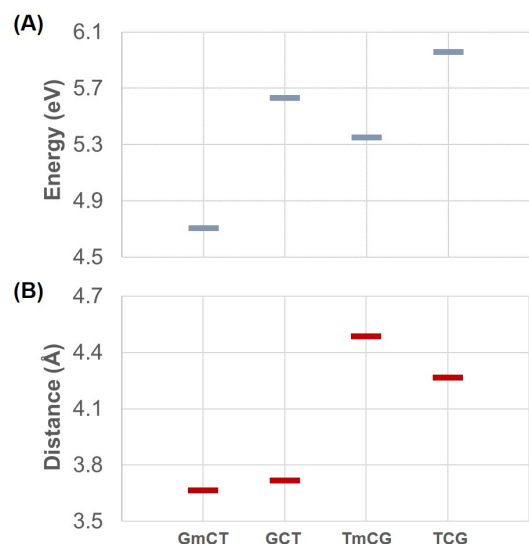 (A)
Energy (eV)
6.1
5.7
5.3
4.9
4.5
(B)
Distance (Å)
4.7
4.4
4.1
3.8
3.5
GmCT GCT TmCG TCG